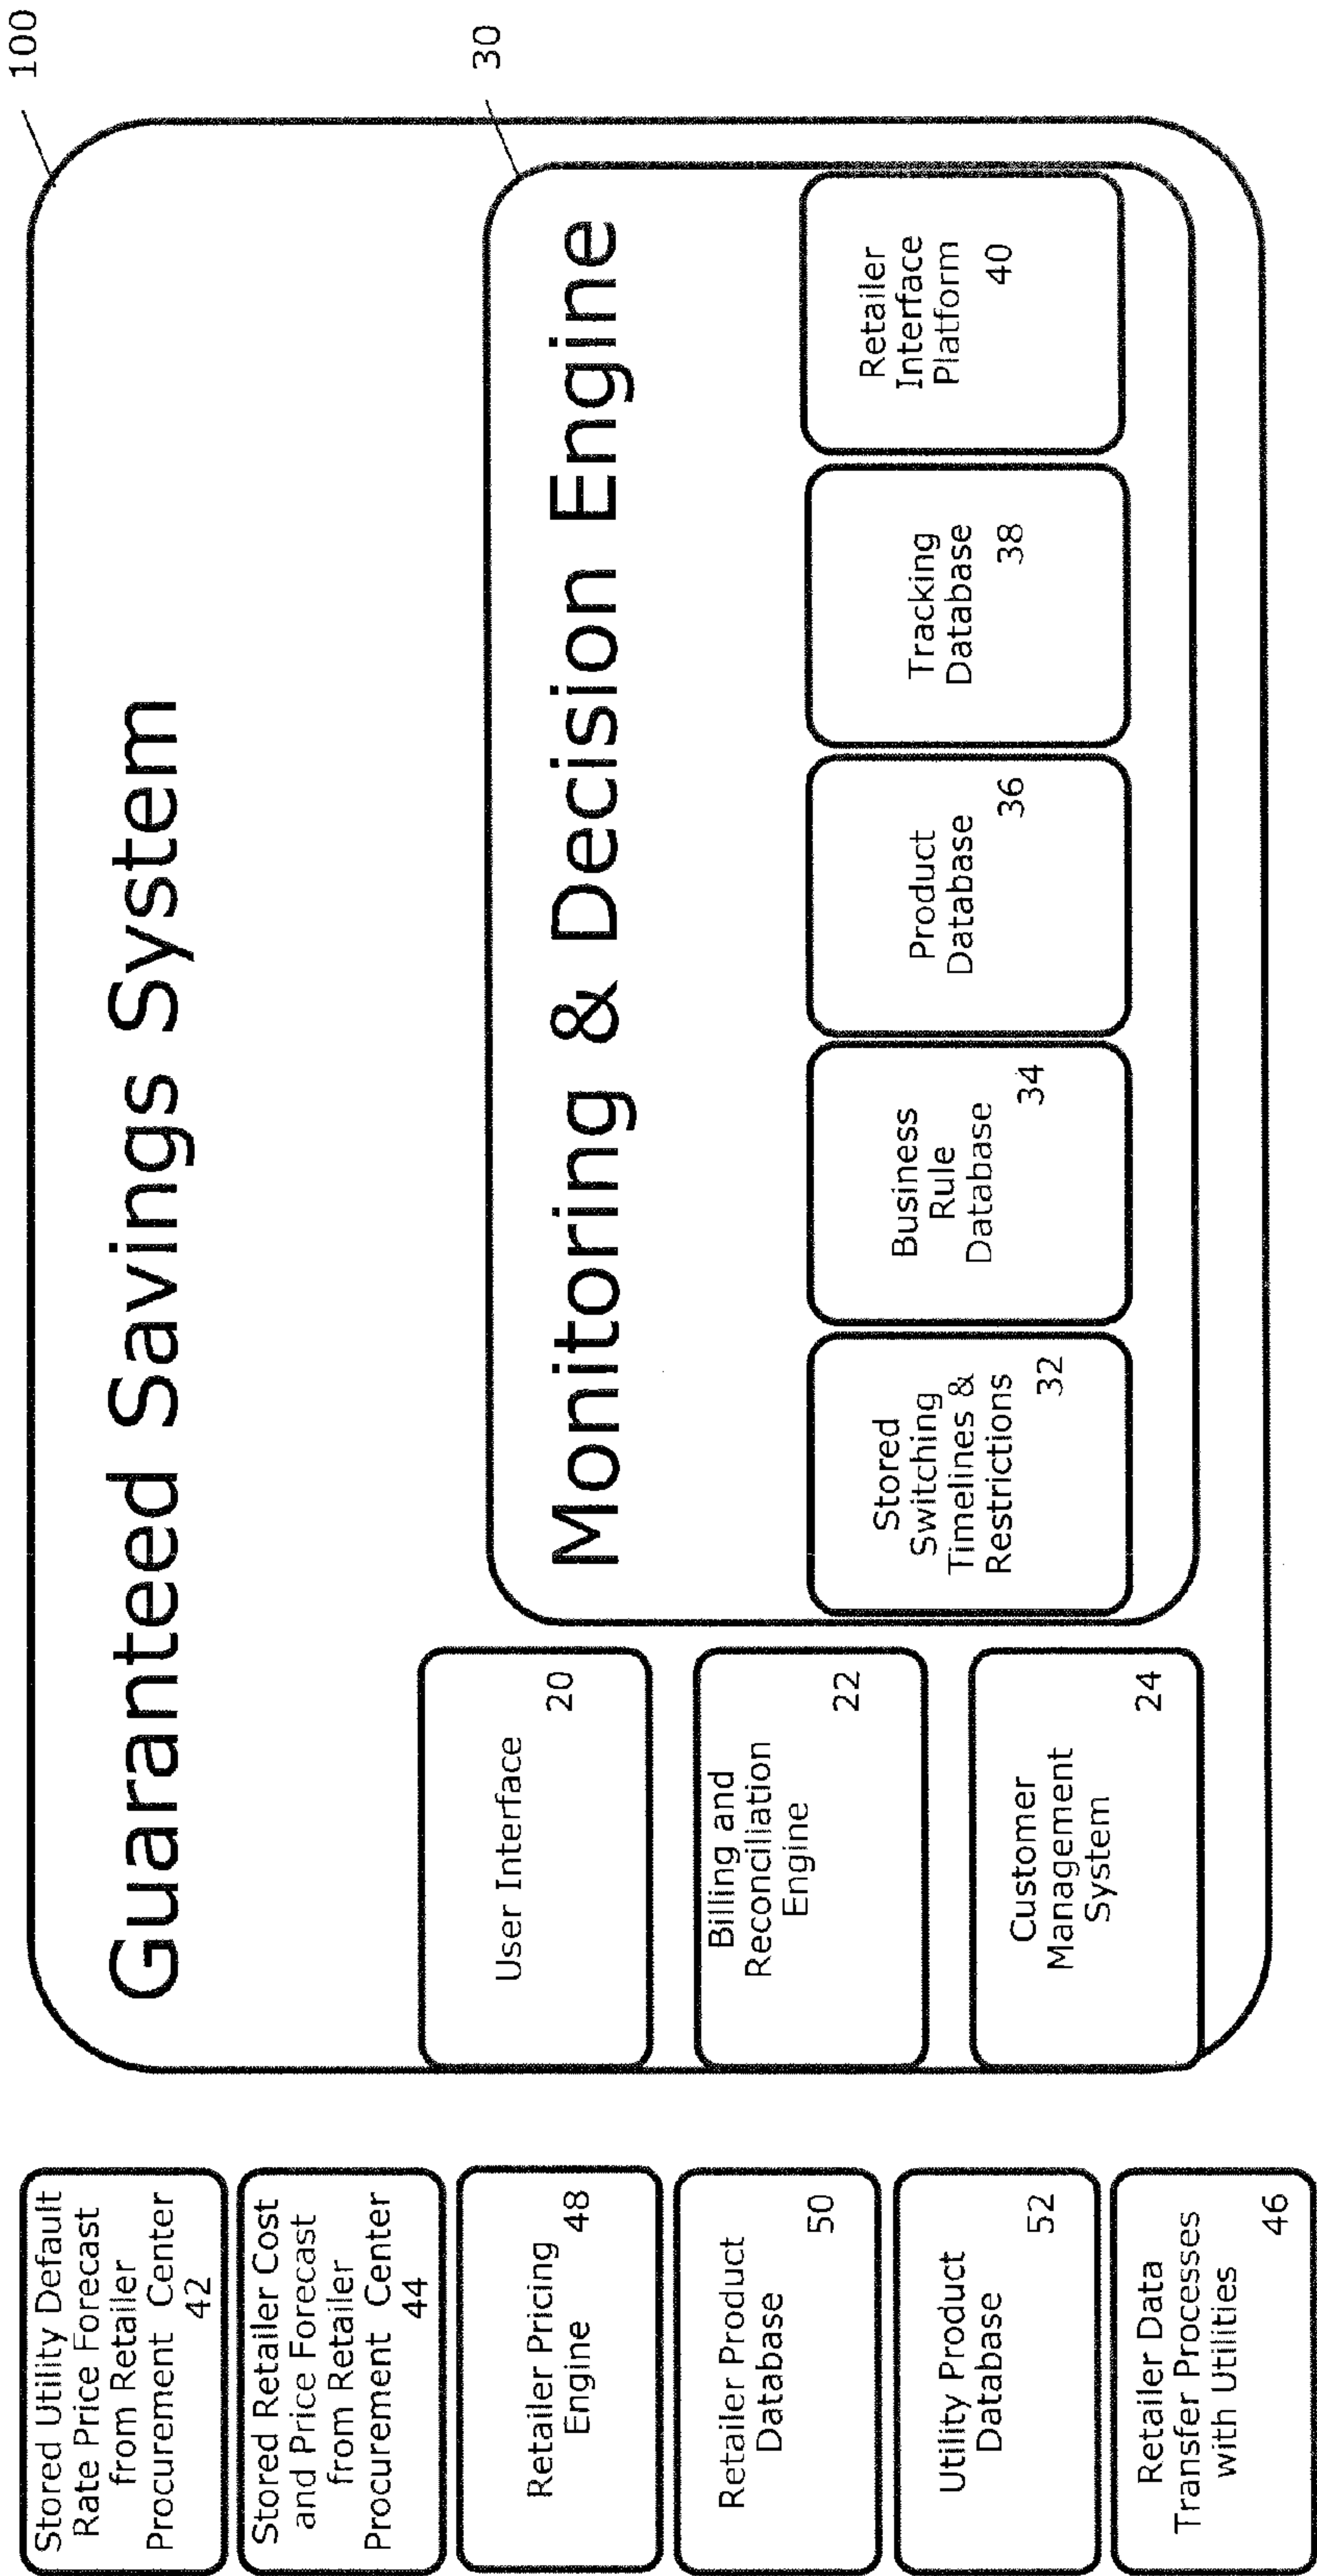 100
Guaranteed Savings System
30
Monitoring & Decision Engine
Stored Utility Default
Rate Price Forecast
from Retailer
Procurement Center
42
Stored Retailer Cost
and Price Forecast
from Retailer
Procurement Center
44
Retailer Pricing
Engine 48
Retailer Product
Database
50
Utility Product
Database
52
Retailer Data
Transfer Processes
with Utilities
46
User Interface
20
Billing and
Reconciliation
Engine
22
Customer
Management
System
24
Stored
Switching
Timelines &
Restrictions
32
Business
Rule
Database
34
Product
Database
36
Tracking
Database
38
Retailer
Interface
Platform
40